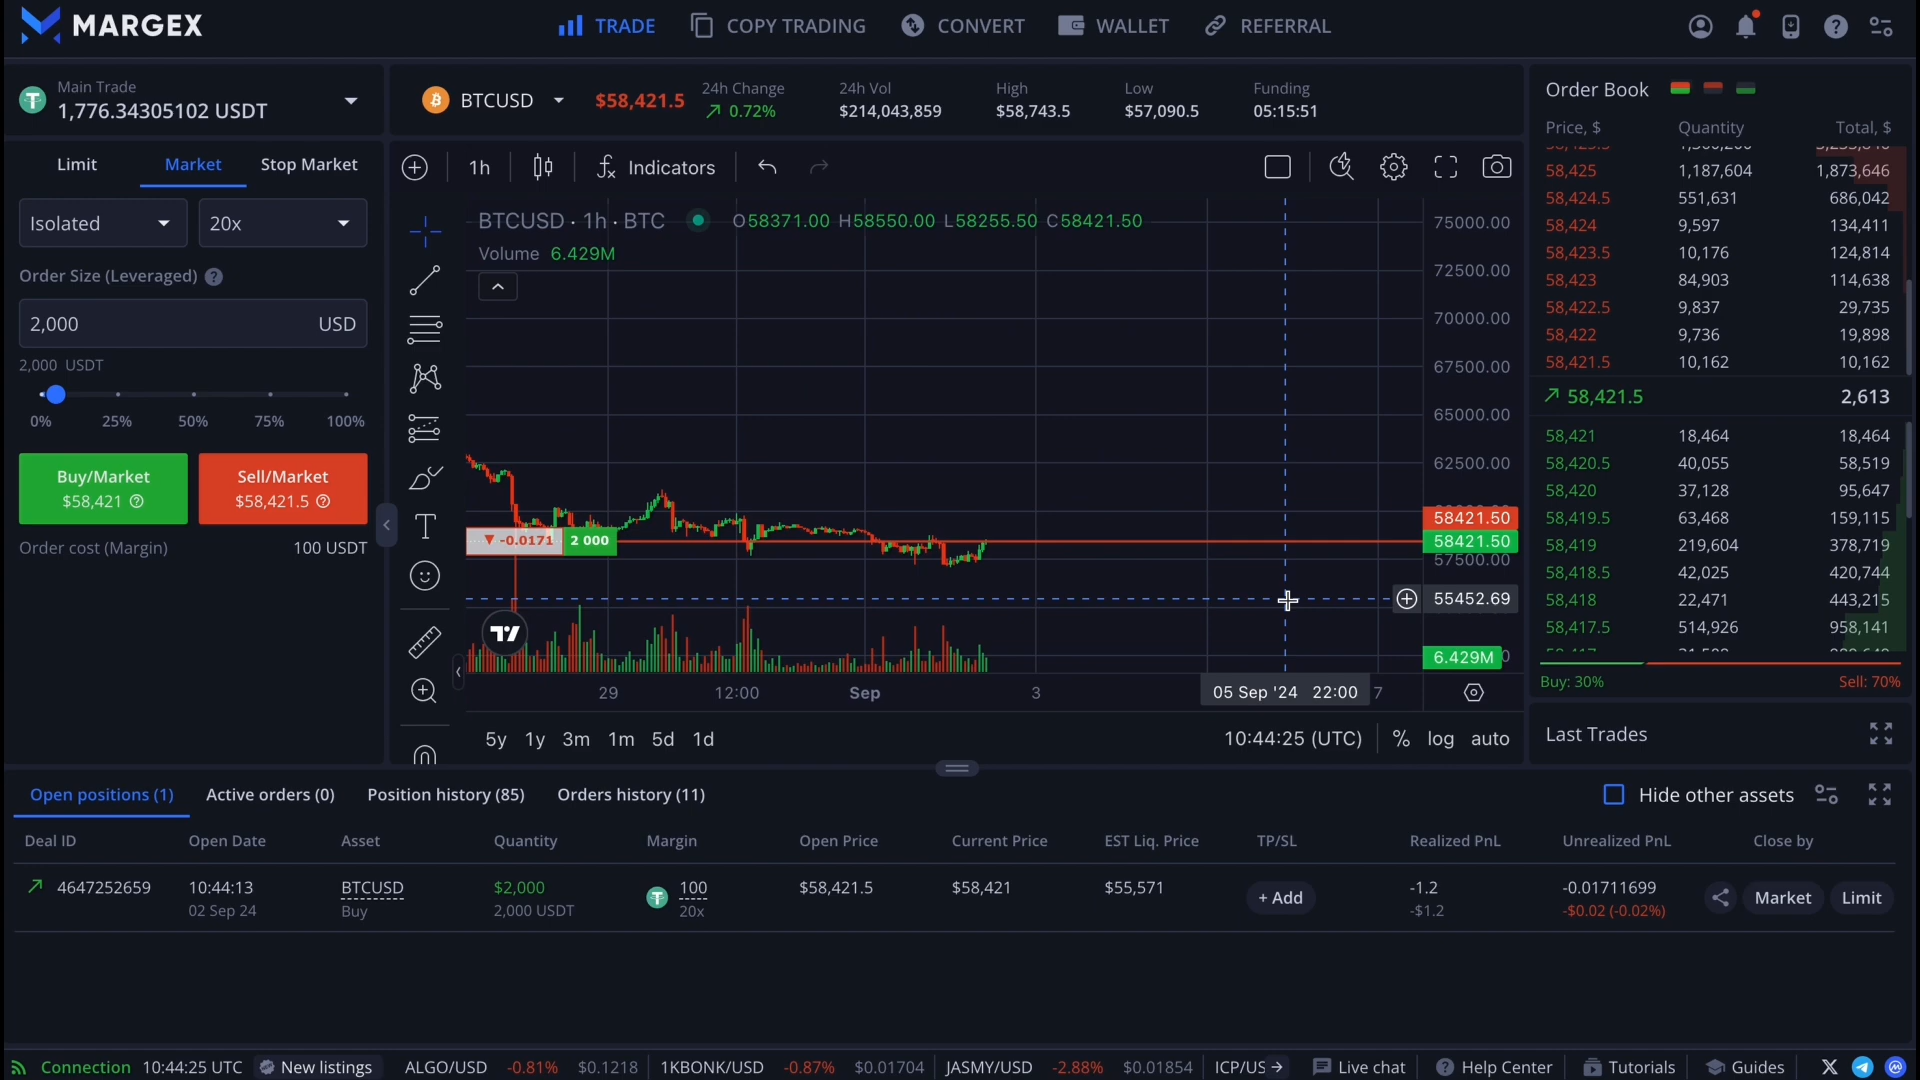 MARGEX
TRADE
COPY TRADING
CONVERT
WALLET
REFERRAL
Main Trade
1,776.34305102 USDT
BTCUSD
$58,421.5
24h Change
0.72%
24h Vol
$214,043,859
High
$58,743.5
Low
$57,090.5
Funding
05:15:51
Limit
Market
Stop Market
Isolated
20x
Order Size (Leveraged) ?
2,000 USD
2,000 USDT
0% 25% 50% 75% 100%
Buy/Market
$58,421
Sell/Market
$58,421.5
Order cost (Margin) 100 USDT
1h
Indicators
BTCUSD · 1h · BTC
O58371.00 H58550.00 L58255.50 C58421.50
Volume 6.429M
75000.00
72500.00
70000.00
67500.00
65000.00
62500.00
58421.50
58421.50
57500.00
55452.69
6.429M
-0.0171
2 000
29
12:00
Sep
3
05 Sep '24 22:00
7
5y 1y 3m 1m 5d 1d
10:44:25 (UTC)
% log auto
Order Book
Price, $ Quantity Total, $
58,425 1,187,604 1,873,646
58,424.5 551,631 686,042
58,424 9,597 134,411
58,423.5 10,176 124,814
58,423 84,903 114,638
58,422.5 9,837 29,735
58,422 9,736 19,898
58,421.5 10,162 10,162
58,421.5 2,613
58,421 18,464 18,464
58,420.5 40,055 58,519
58,420 37,128 95,647
58,419.5 63,468 159,115
58,419 219,604 378,719
58,418.5 42,025 420,744
58,418 22,471 443,215
58,417.5 514,926 958,141
Buy: 30% Sell: 70%
Last Trades
Open positions (1)
Active orders (0)
Position history (85)
Orders history (11)
Hide other assets
Deal ID Open Date Asset Quantity Margin Open Price Current Price EST Liq. Price TP/SL Realized PnL Unrealized PnL Close by
4647252659 10:44:13 BTCUSD $2,000 100 $58,421.5 $58,421 $55,571 + Add -1.2 -0.01711699 Market Limit
02 Sep 24 Buy 2,000 USDT 20x -$1.2 -$0.02 (-0.02%)
Connection 10:44:25 UTC New listings ALGO/USD -0.81% $0.1218 1KBONK/USD -0.87% $0.01704 JASMY/USD -2.88% $0.01854 ICP/US Live chat Help Center Tutorials Guides